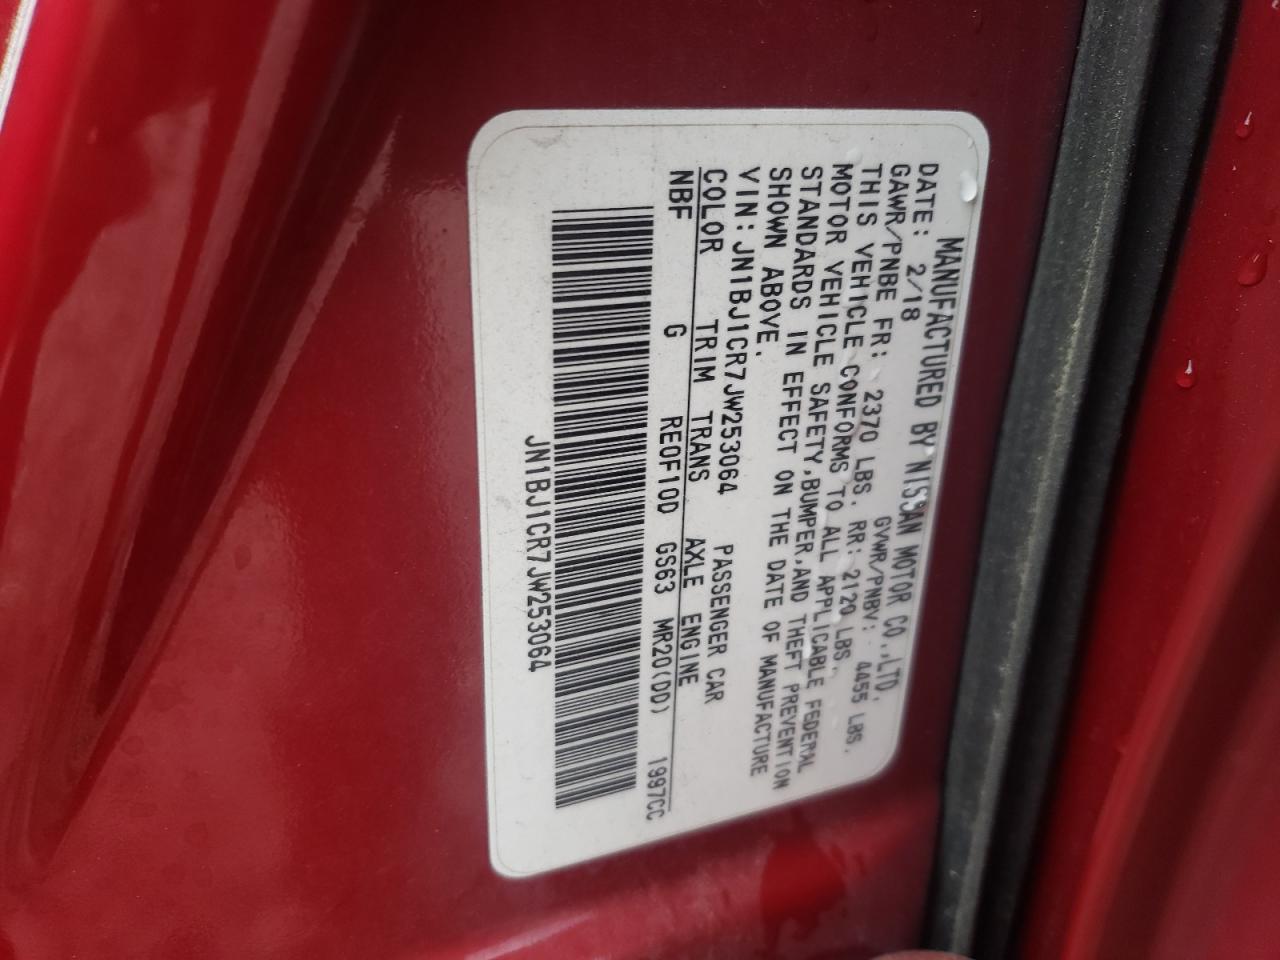 MANUFACTURED BY NISSAN MOTOR CO.,LTD.
DATE: 2/18 GVWR/PNBV: 4455 LBS.
GAWR/PNBE FR: 2370 LBS. RR: 2120 LBS.
THIS VEHICLE CONFORMS TO ALL APPLICABLE FEDERAL
MOTOR VEHICLE SAFETY,BUMPER,AND THEFT PREVENTION
STANDARDS IN EFFECT ON THE DATE OF MANUFACTURE
SHOWN ABOVE.
VIN:JN1BJ1CR7JW253064 PASSENGER CAR
COLOR TRIM TRANS AXLE ENGINE
NBF G RE0F10D GS63 MR20(DD) 1997CC
JN1BJ1CR7JW253064